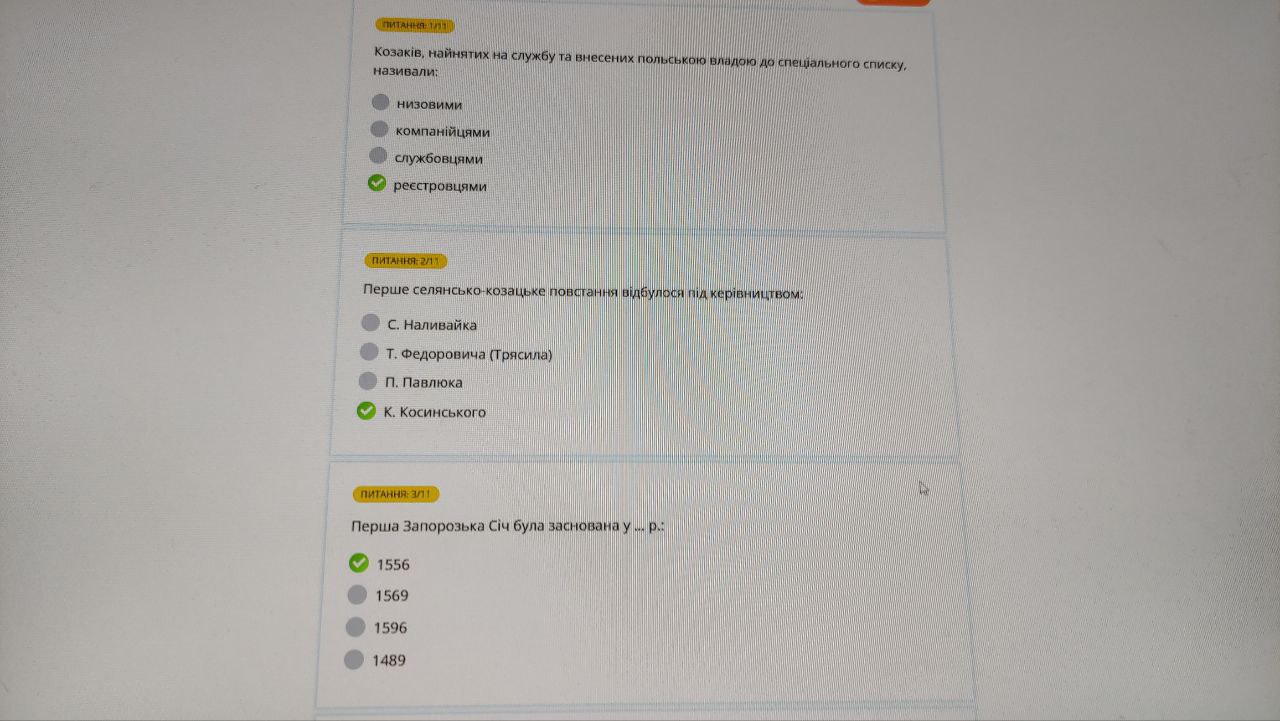 ПИТАННЯ: 1/11
Козаків, найнятих на службу та внесених польською владою до спеціального списку,
називали:
низовими
компанійцями
службовцями
реєстровцями
ПИТАННЯ: 2/11
Перше селянсько-козацьке повстання відбулося під керівництвом:
С. Наливайка
Т. Федоровича (Трясила)
П. Павлюка
К. Косинського
ПИТАННЯ: 3/11
Перша Запорозька Січ була заснована у ... р.:
1556
1569
1596
1489